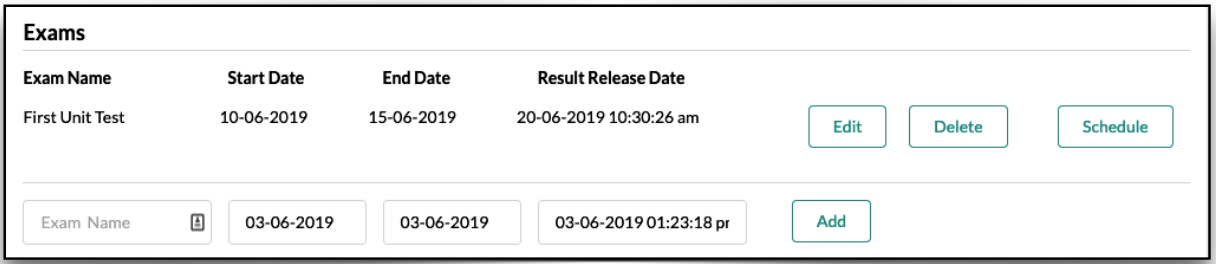 Exams
Exam Name Start Date End Date Result Release Date
First Unit Test 10-06-2019 15-06-2019 20-06-2019 10:30:26 am Edit Delete Schedule
Exam Name 03-06-2019 03-06-2019 03-06-2019 01:23:18 pr Add